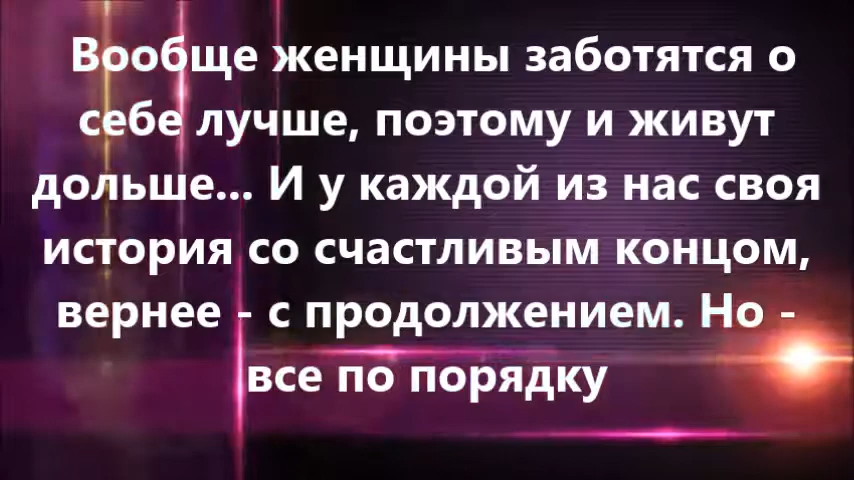 Вообще женщины заботятся о
себе лучше, поэтому и живут
дольше... И у каждой из нас своя
история со счастливым концом,
вернее - с продолжением. Но -
все по порядку